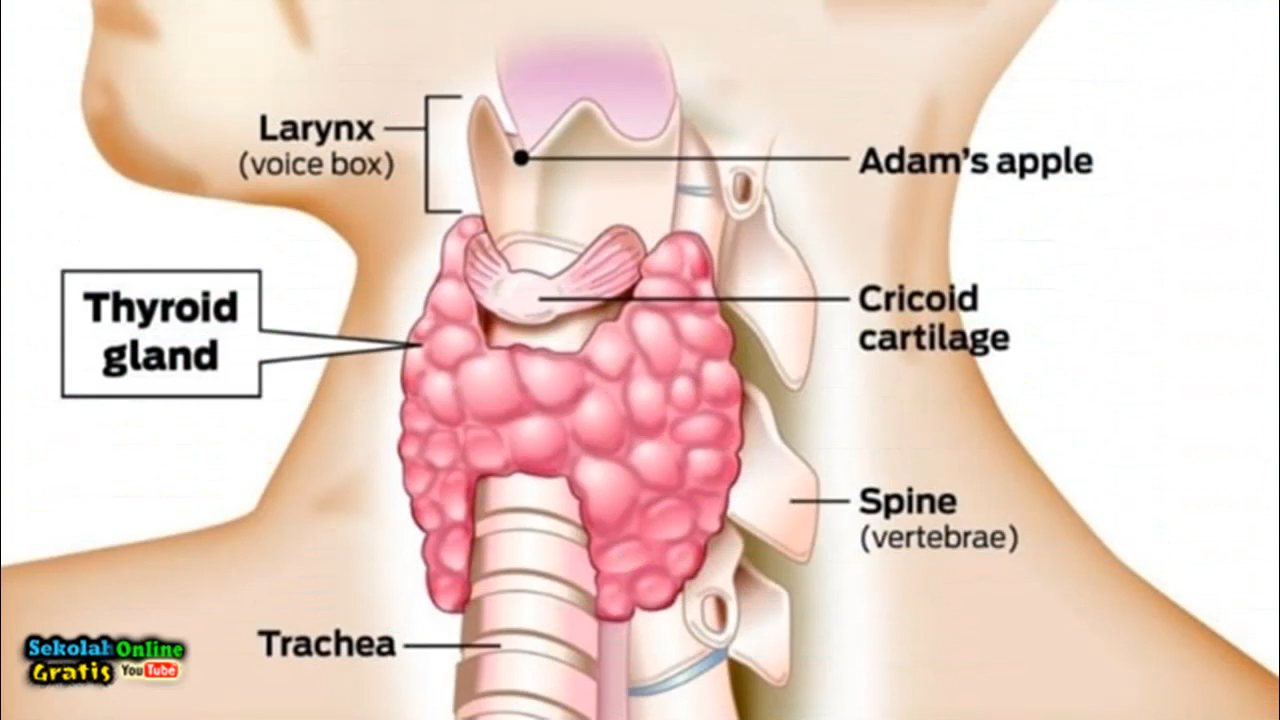 Larynx
(voice box)
Adam's apple
Thyroid
gland
Cricoid
cartilage
Spine
(vertebrae)
Trachea
Sekolah Online
Gratis YouTube